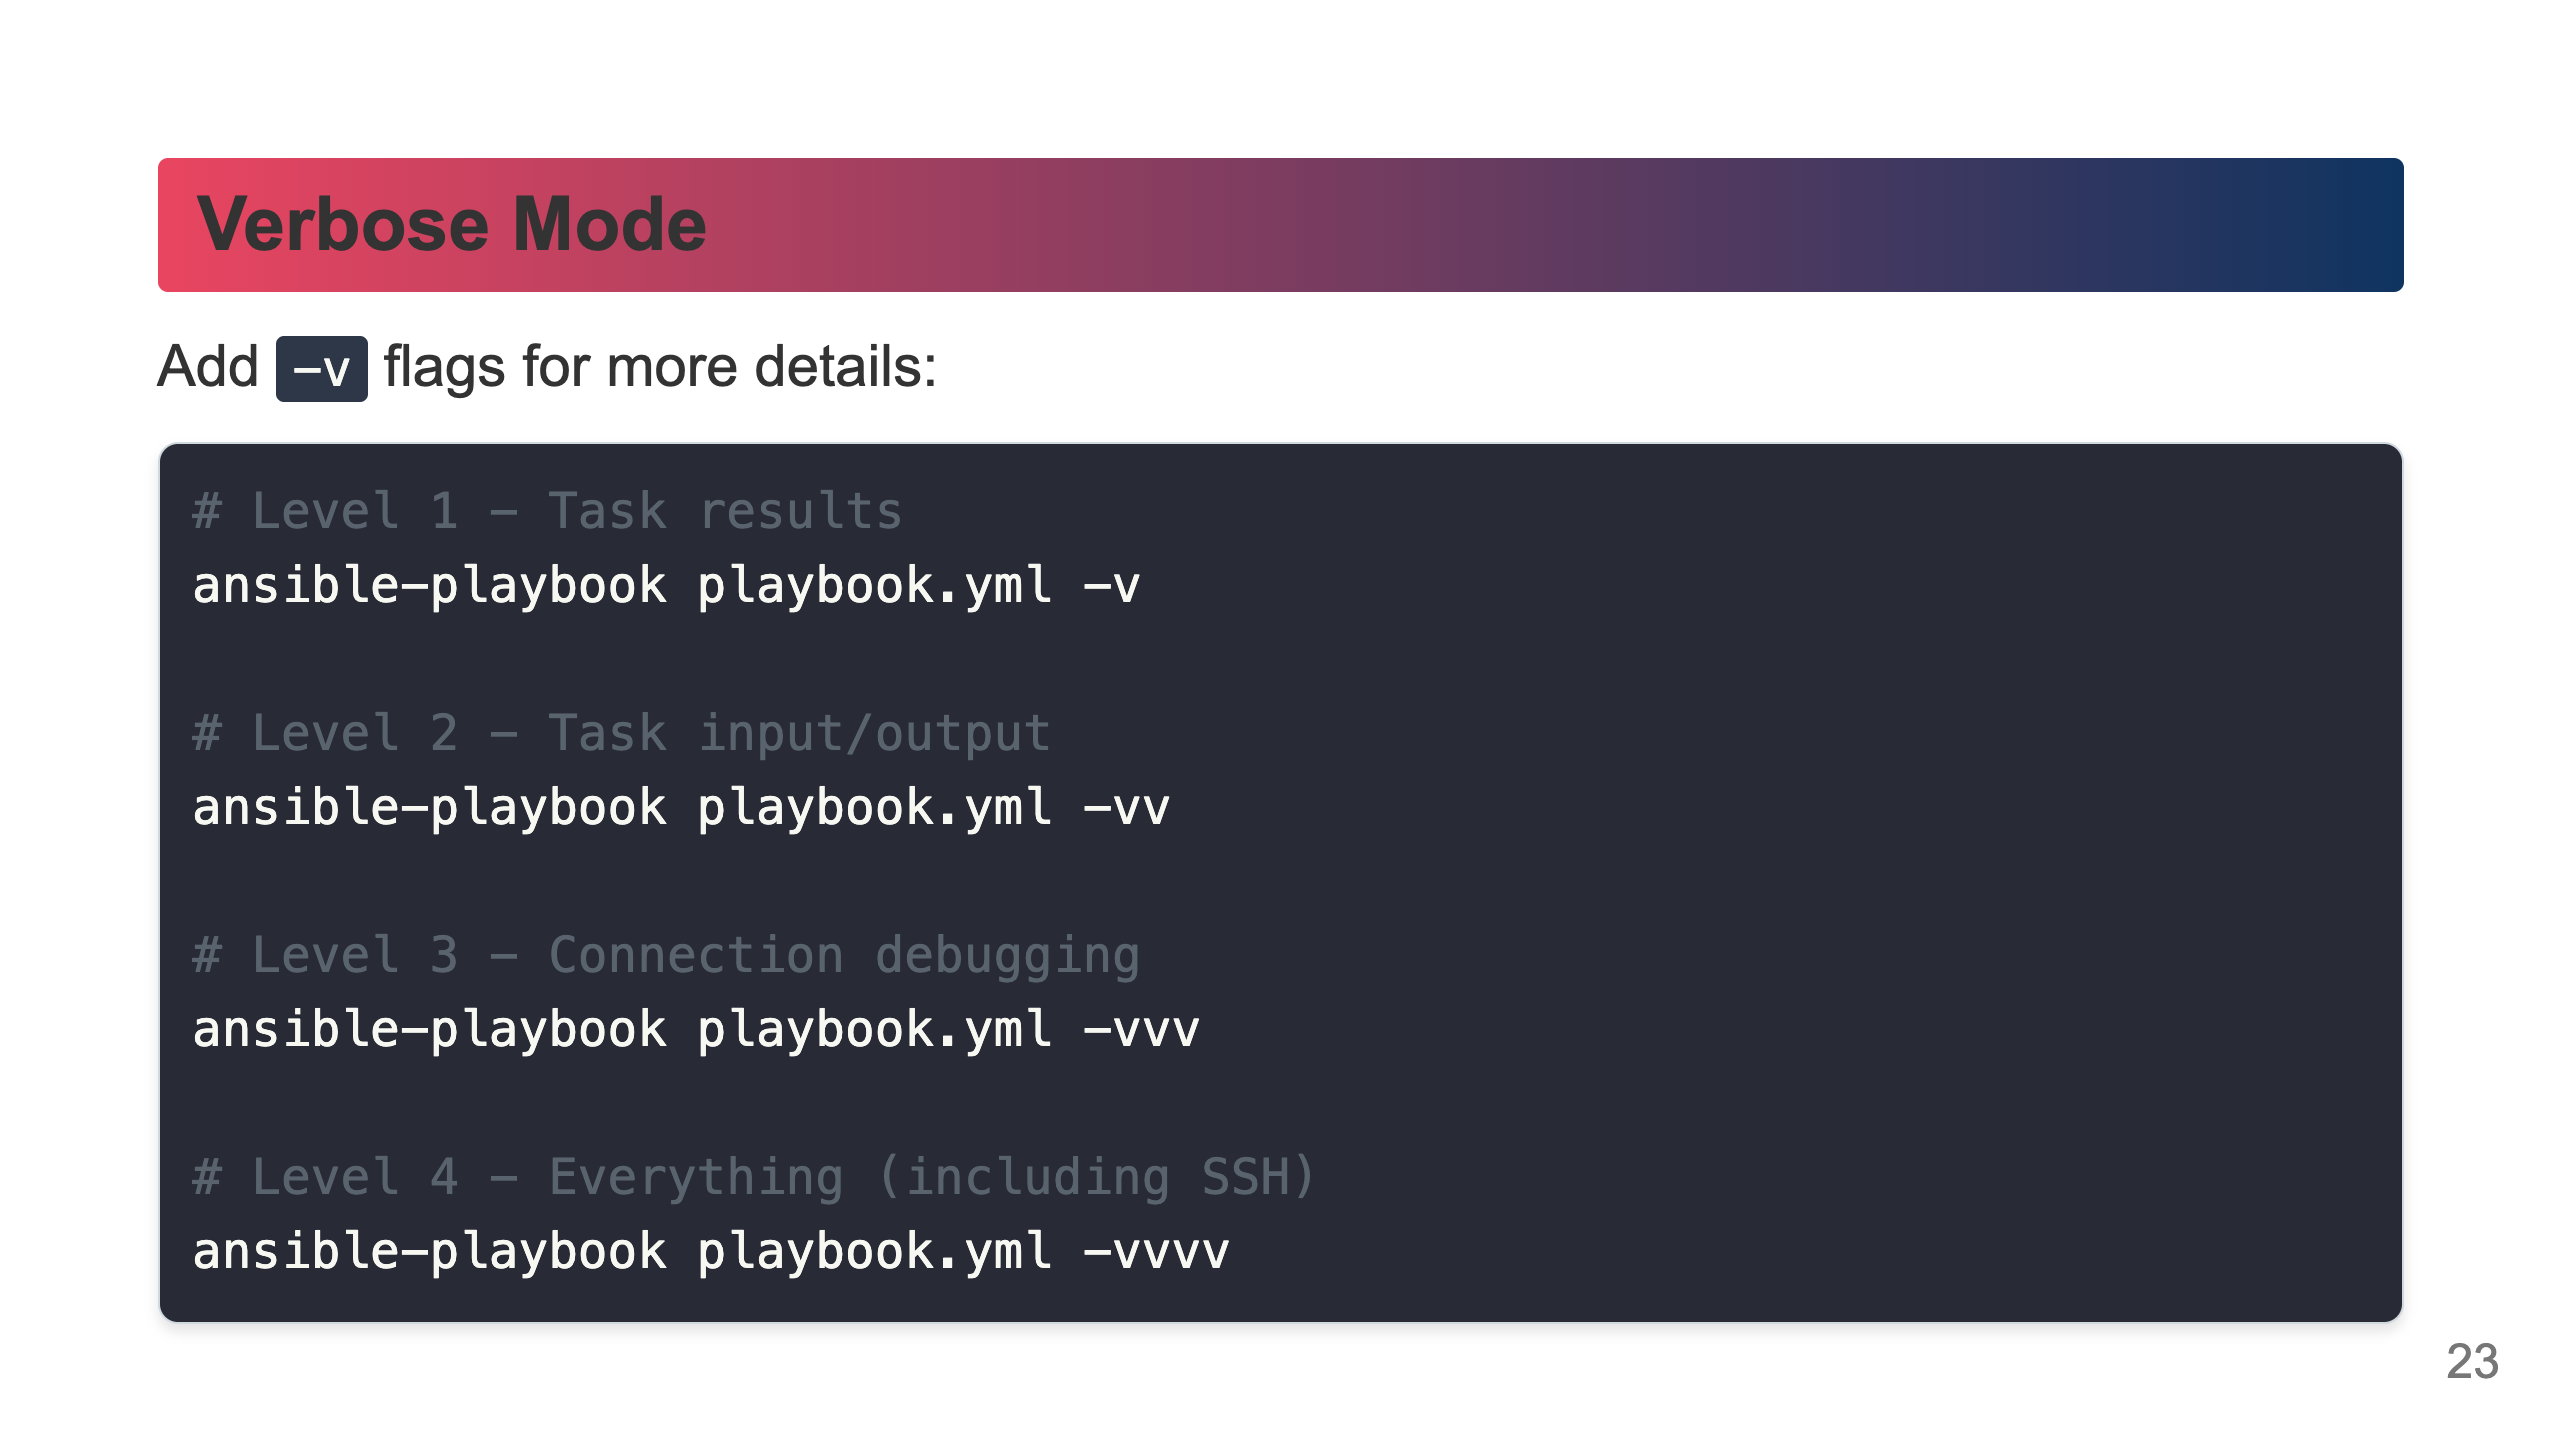 Verbose Mode
Add -v flags for more details:
# Level 1 - Task results
ansible-playbook playbook.yml -v
# Level 2 - Task input/output
ansible-playbook playbook.yml -vv
# Level 3 - Connection debugging
ansible-playbook playbook.yml -vvv
# Level 4 - Everything (including SSH)
ansible-playbook playbook.yml -vvvv
23